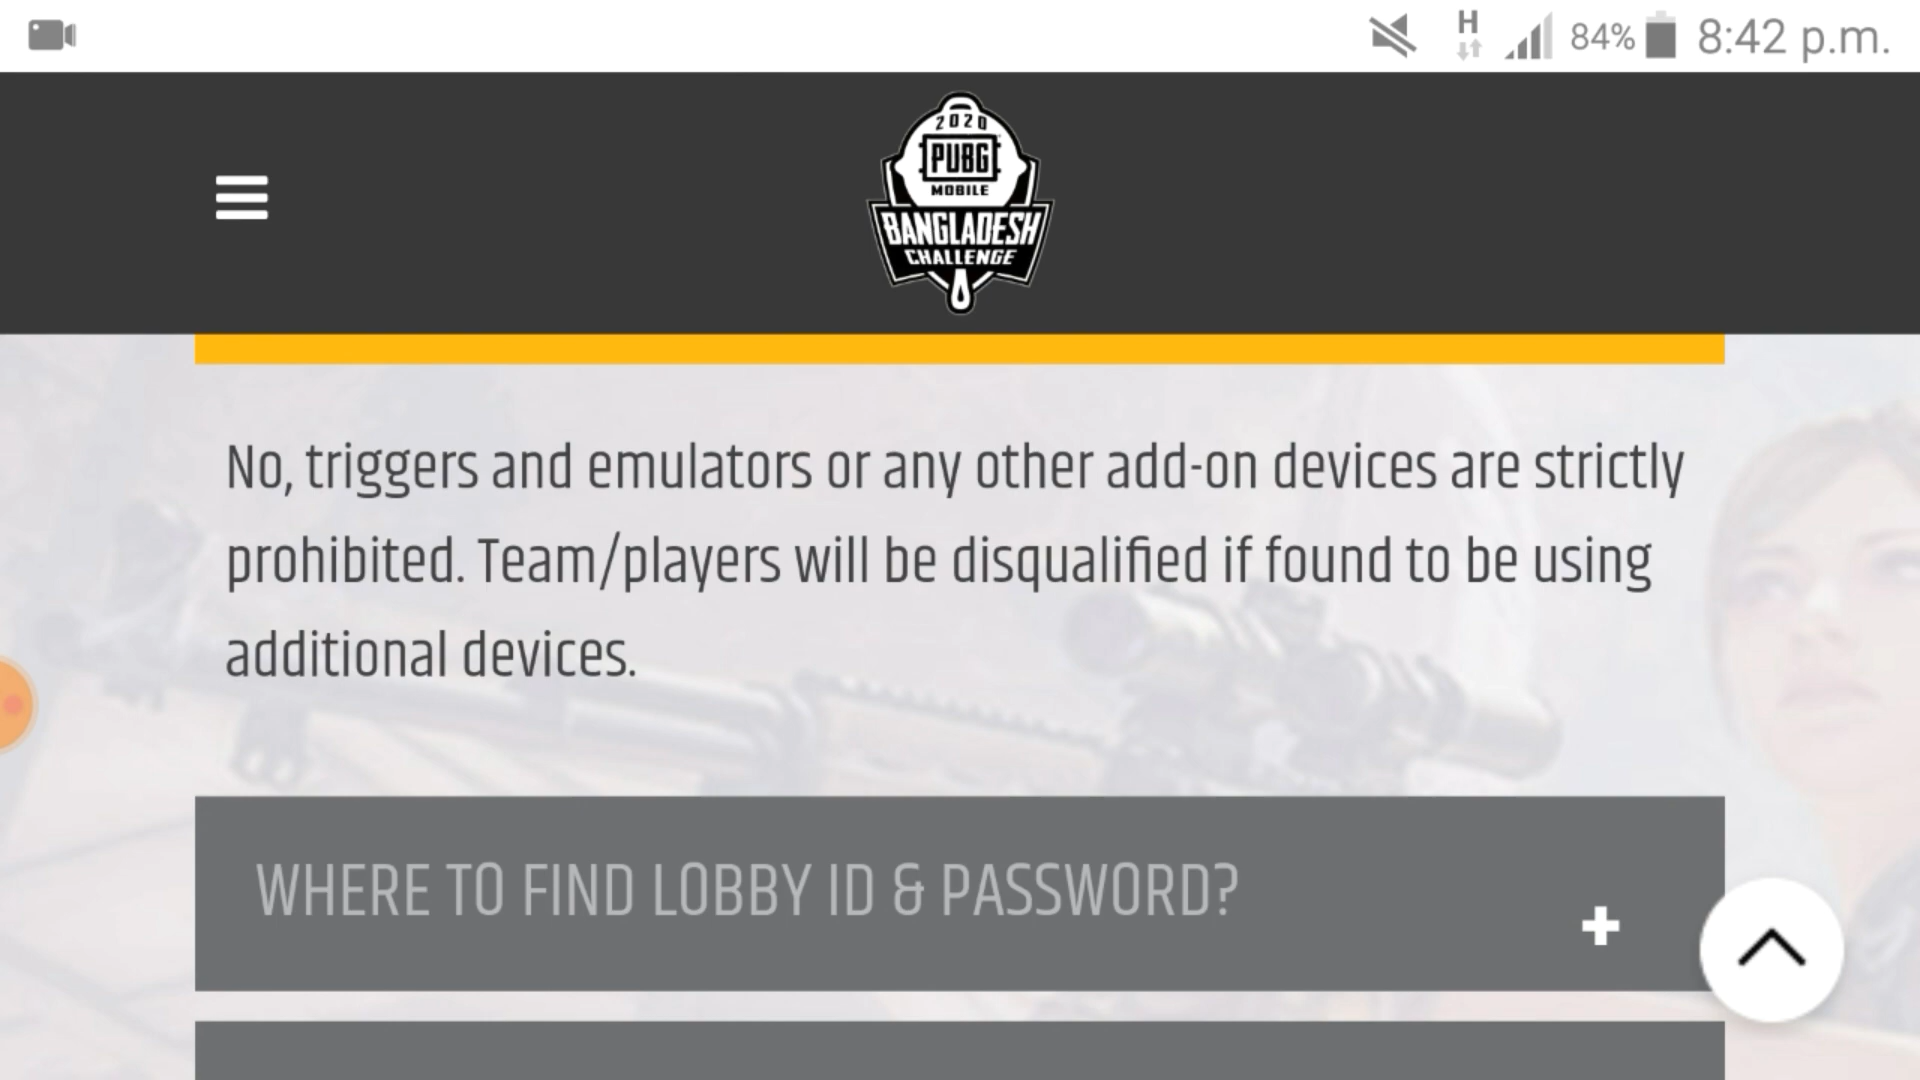 H 84% 8:42 p.m.
2020
PUBG
MOBILE
BANGLADESH
CHALLENGE
No, triggers and emulators or any other add-on devices are strictly
prohibited. Team/players will be disqualified if found to be using
additional devices.
WHERE TO FIND LOBBY ID & PASSWORD?